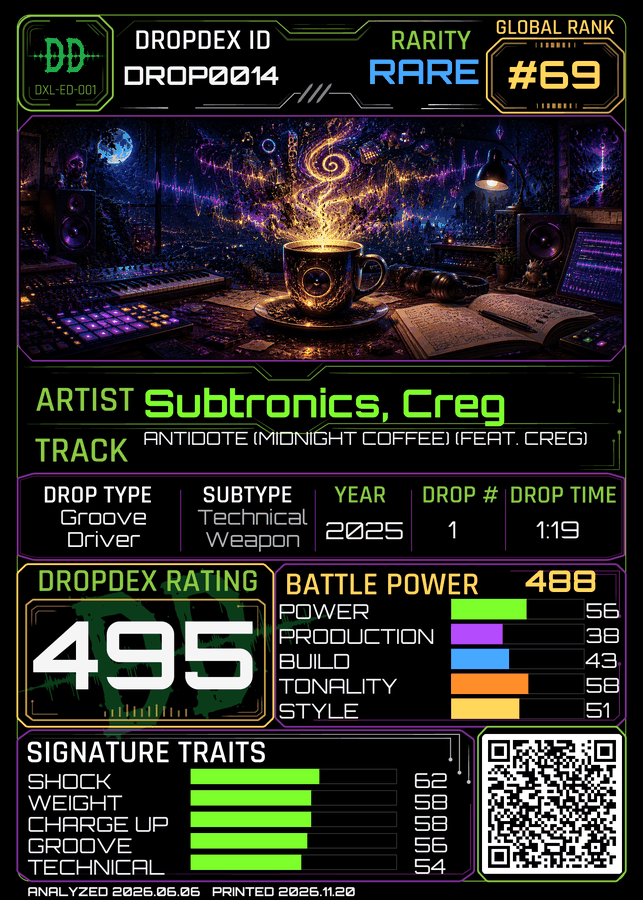 DD
DXL-ED-001
DROPDEX ID
DROP0014
RARITY
RARE
GLOBAL RANK
#69
ARTIST Subtronics, Creg
TRACK ANTIDOTE (MIDNIGHT COFFEE) (FEAT. CREG)
DROP TYPE
Groove
Driver
SUBTYPE
Technical
Weapon
YEAR
2025
DROP #
1
DROP TIME
1:19
DROPDEX RATING
495
BATTLE POWER 488
POWER 56
PRODUCTION 38
BUILD 43
TONALITY 58
STYLE 51
SIGNATURE TRAITS
SHOCK 62
WEIGHT 58
CHARGE UP 58
GROOVE 56
TECHNICAL 54
ANALYZED 2026.06.06 PRINTED 2026.11.20